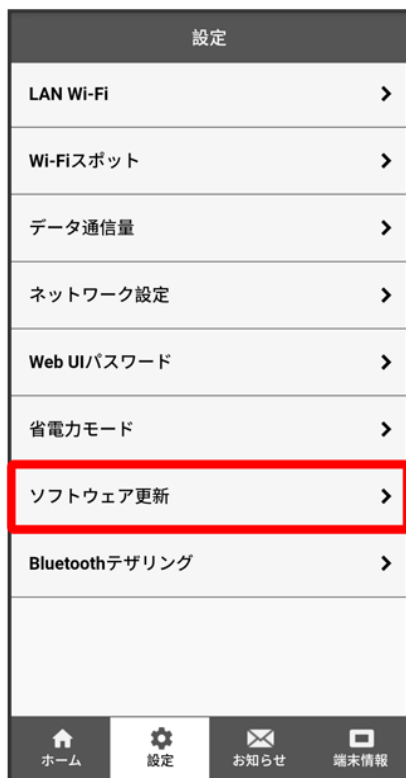 設定
LAN Wi-Fi
Wi-Fiスポット
データ通信量
ネットワーク設定
Web UIパスワード
省電力モード
ソフトウェア更新
Bluetoothテザリング
ホーム 設定 お知らせ 端末情報